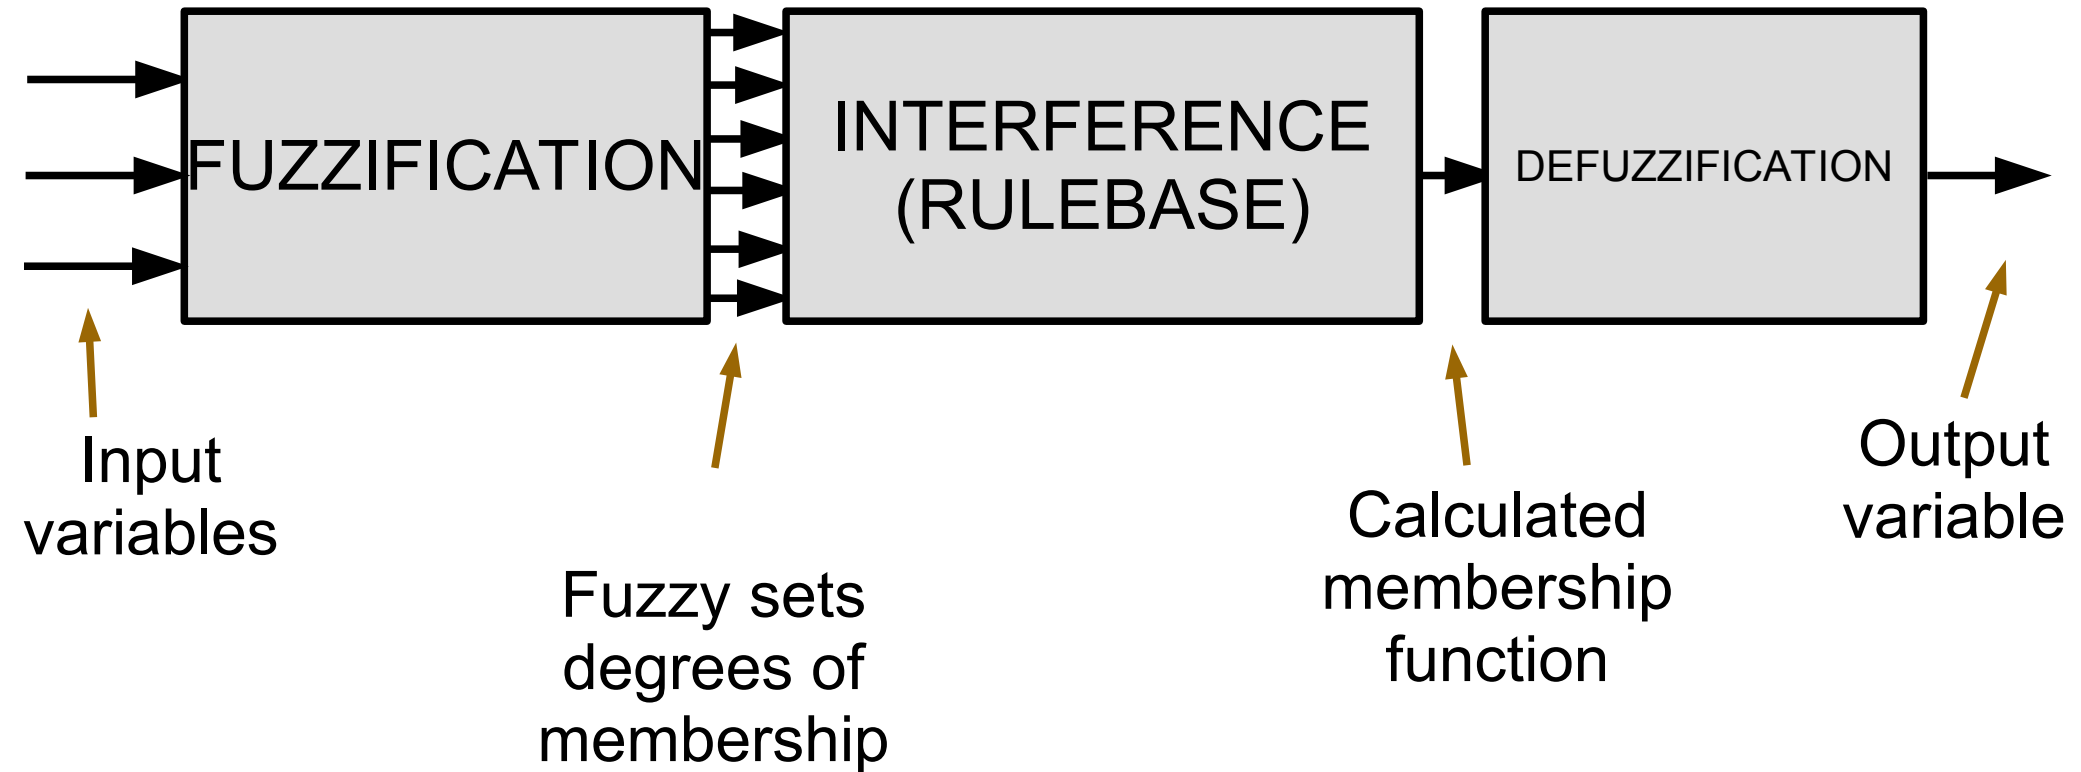 FUZZIFICATION
INTERFERENCE
(RULEBASE)
DEFUZZIFICATION
Input
variables
Fuzzy sets
degrees of
membership
Calculated
membership
function
Output
variable